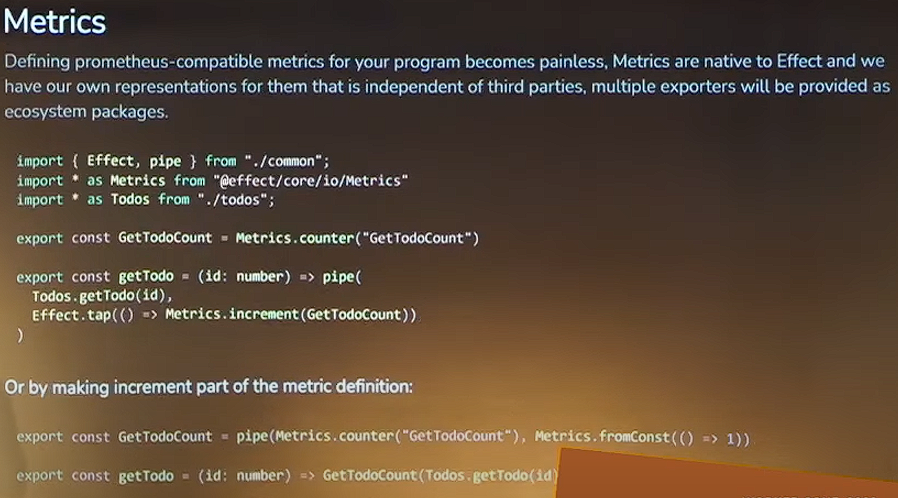 Metrics
Defining prometheus-compatible metrics for your program becomes painless, Metrics are native to Effect and we
have our own representations for them that is independent of third parties, multiple exporters will be provided as
ecosystem packages.
import { Effect, pipe } from "./common";
import * as Metrics from "@effect/core/io/Metrics"
import * as Todos from "./todos";
export const GetTodoCount = Metrics.counter("GetTodoCount")
export const getTodo = (id: number) => pipe(
Todos.getTodo(id),
Effect.tap(() => Metrics.increment(GetTodoCount))
)
Or by making increment part of the metric definition:
export const GetTodoCount = pipe(Metrics.counter("GetTodoCount"), Metrics.fromConst(() => 1))
export const getTodo = (id: number) => GetTodoCount(Todos.getTodo(id)